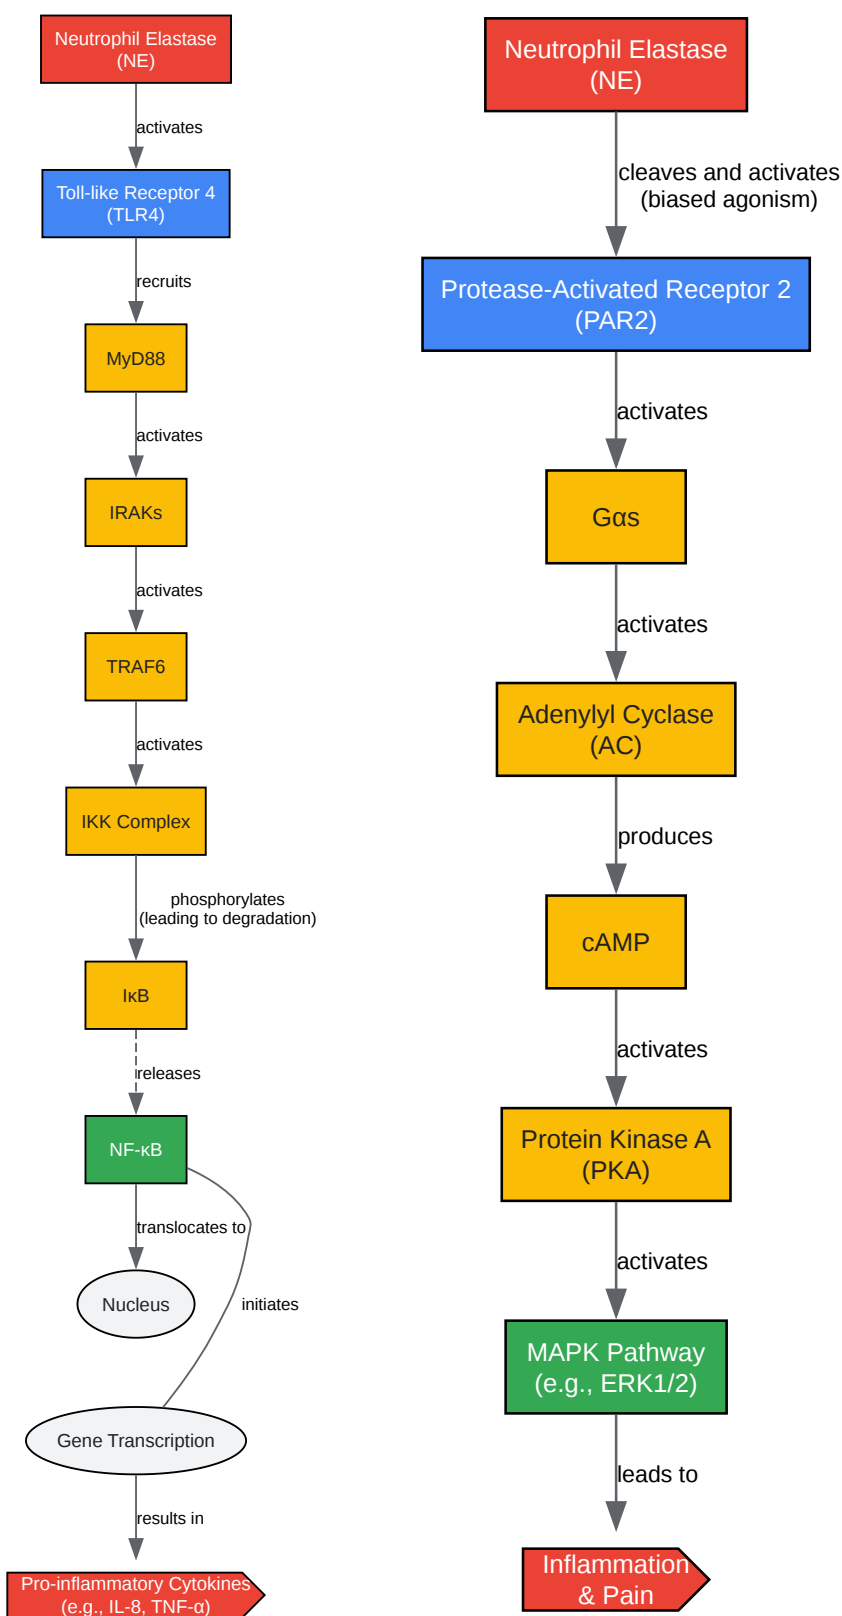 Neutrophil Elastase
(NE)
activates
Toll-like Receptor 4
(TLR4)
recruits
MyD88
activates
IRAKs
activates
TRAF6
activates
IKK Complex
phosphorylates
(leading to degradation)
IκB
releases
NF-κB
translocates to
Nucleus
initiates
Gene Transcription
results in
Pro-inflammatory Cytokines
(e.g., IL-8, TNF-α)
Neutrophil Elastase
(NE)
cleaves and activates
(biased agonism)
Protease-Activated Receptor 2
(PAR2)
activates
Gαs
activates
Adenylyl Cyclase
(AC)
produces
cAMP
activates
Protein Kinase A
(PKA)
activates
MAPK Pathway
(e.g., ERK1/2)
leads to
Inflammation
& Pain